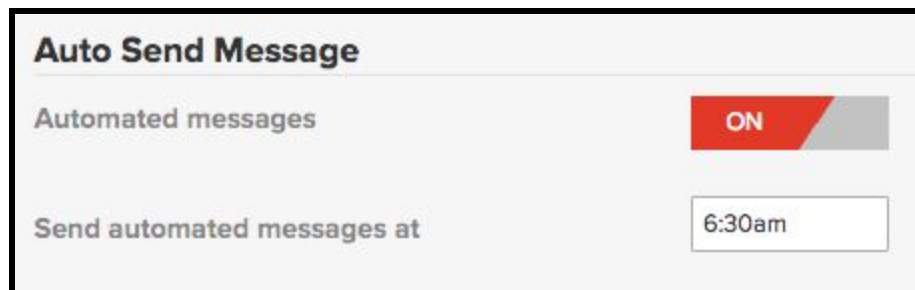 Auto Send Message
Automated messages
ON
Send automated messages at
6:30am